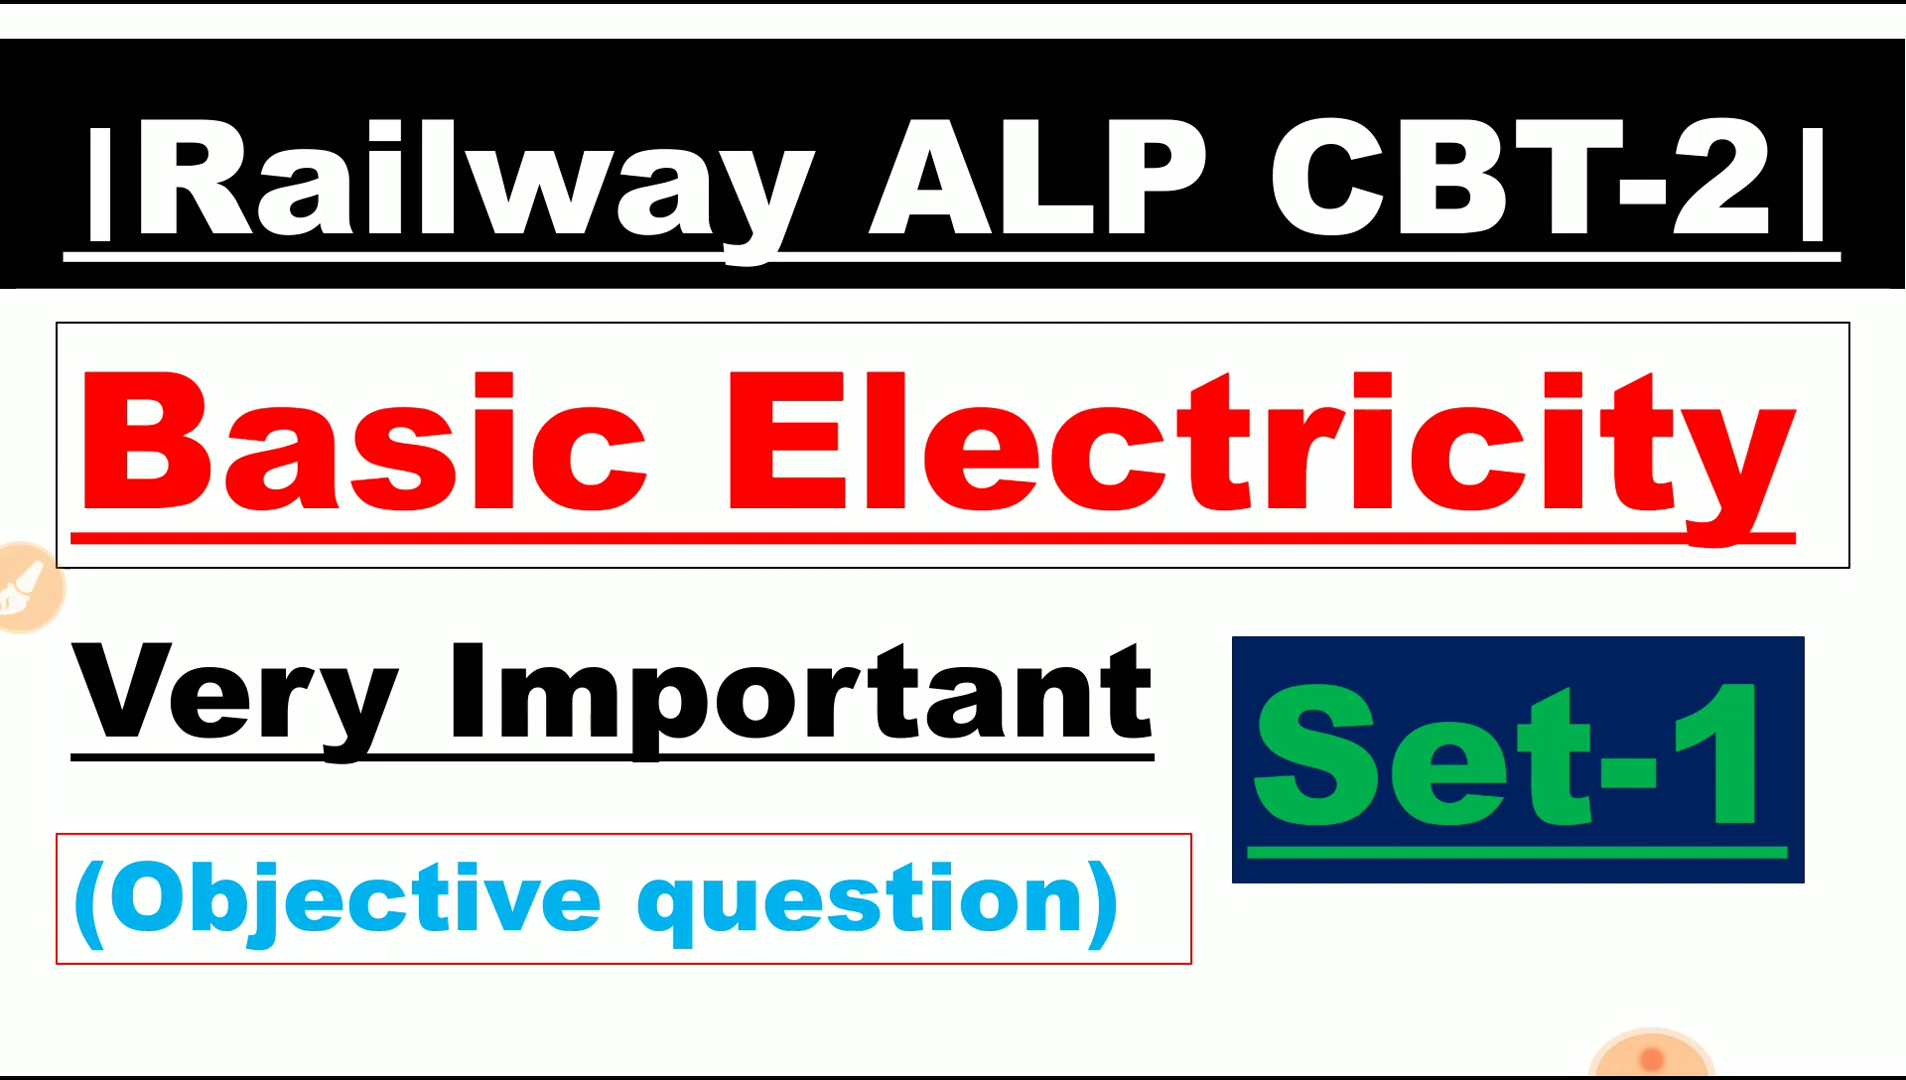 |Railway ALP CBT-2|
Basic Electricity
Very Important
Set-1
(Objective question)